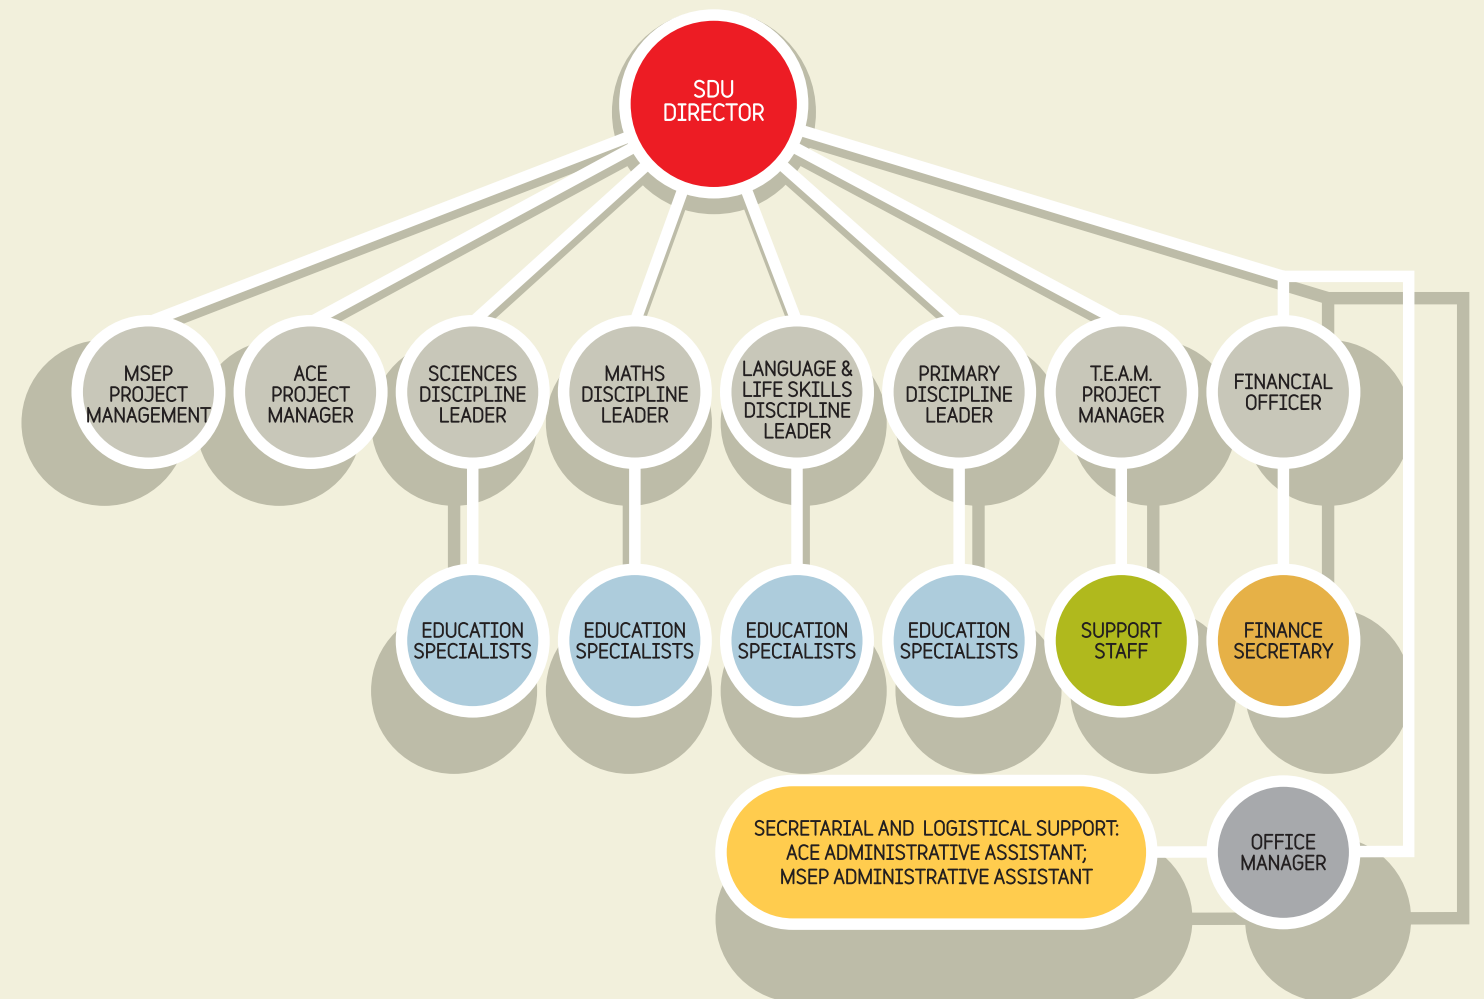 SDU
DIRECTOR
MSEP
PROJECT
MANAGEMENT
ACE
PROJECT
MANAGER
SCIENCES
DISCIPLINE
LEADER
MATHS
DISCIPLINE
LEADER
LANGUAGE &
LIFE SKILLS
DISCIPLINE
LEADER
PRIMARY
DISCIPLINE
LEADER
T.E.A.M.
PROJECT
MANAGER
FINANCIAL
OFFICER
EDUCATION
SPECIALISTS
EDUCATION
SPECIALISTS
EDUCATION
SPECIALISTS
EDUCATION
SPECIALISTS
SUPPORT
STAFF
FINANCE
SECRETARY
SECRETARIAL AND LOGISTICAL SUPPORT:
ACE ADMINISTRATIVE ASSISTANT;
MSEP ADMINISTRATIVE ASSISTANT
OFFICE
MANAGER